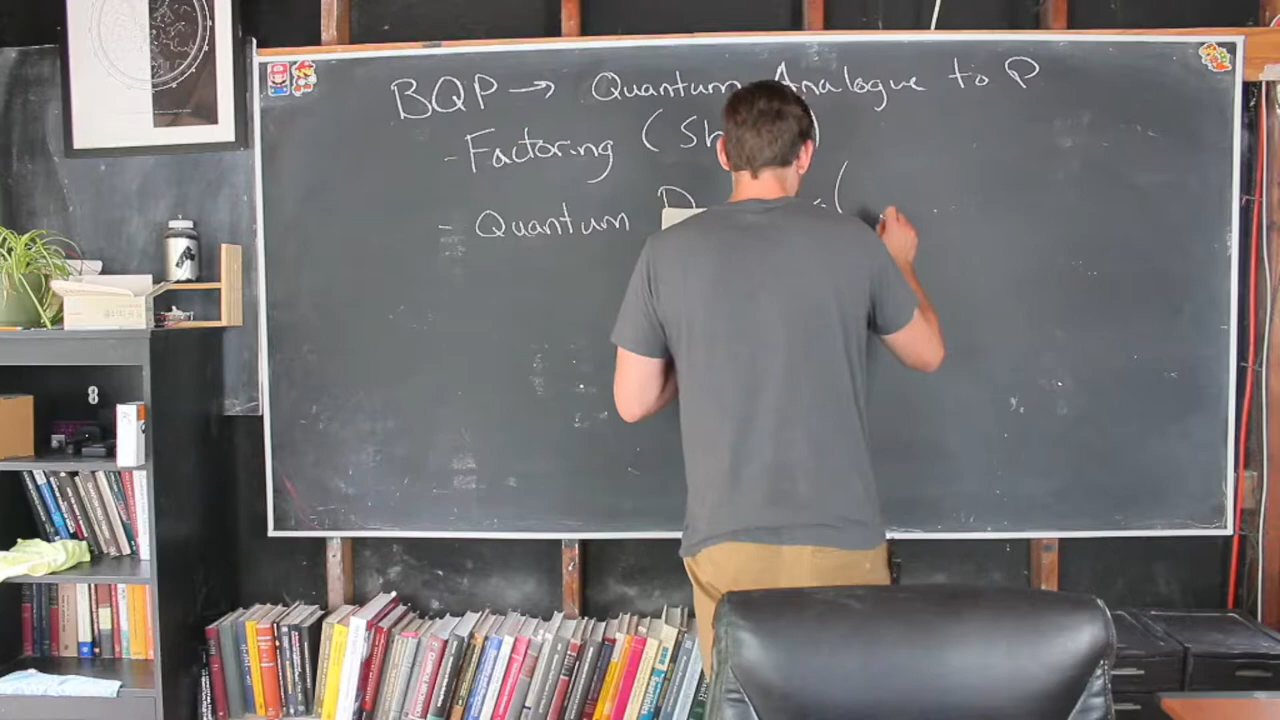 BQP → Quantum Analogue to P
- Factoring (Sh )
- Quantum D (